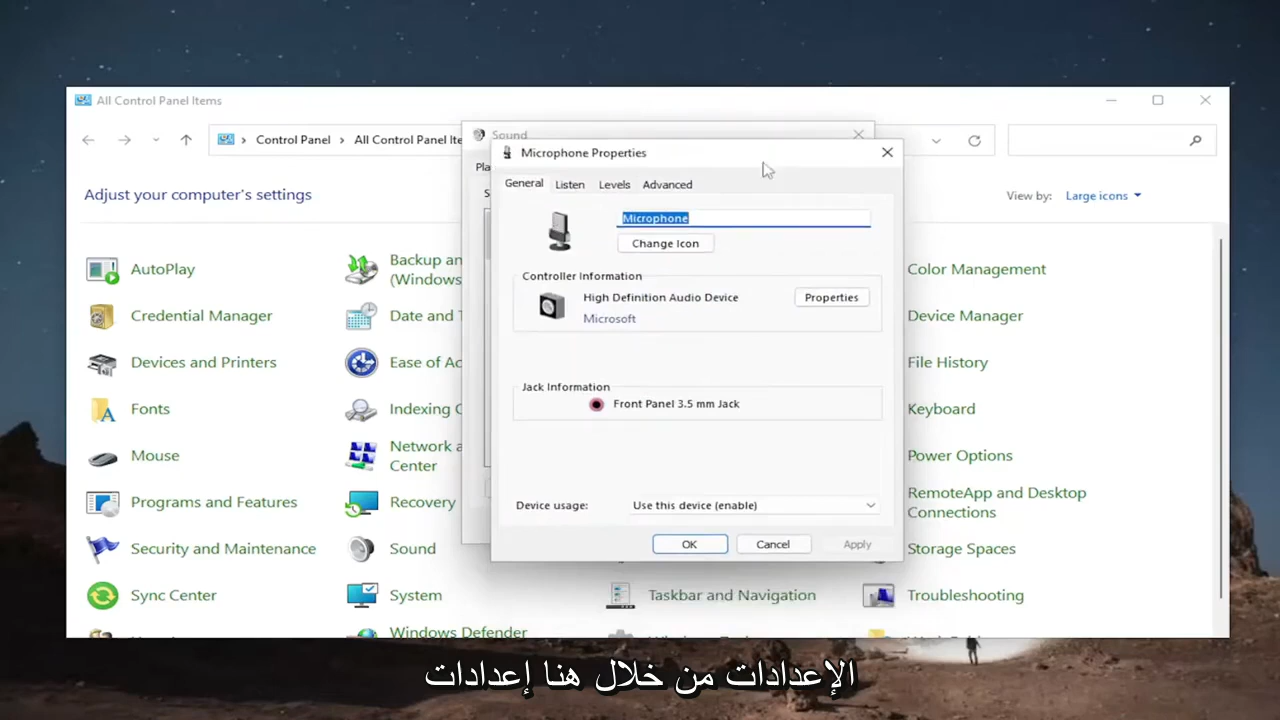 All Control Panel Items
Control Panel
All Control Panel Ite
Sound
Microphone Properties
Adjust your computer's settings
View by:
Large icons
Pla
General
Listen
Levels
Advanced
Microphone
Change Icon
Controller Information
High Definition Audio Device
Properties
Microsoft
Jack Information
Front Panel 3.5 mm Jack
Device usage:
Use this device (enable)
OK
Cancel
Apply
AutoPlay
Backup an
(Windows
Color Management
Credential Manager
Date and T
Device Manager
Devices and Printers
Ease of Ac
File History
Fonts
Indexing O
Keyboard
Mouse
Network a
Center
Power Options
Programs and Features
Recovery
RemoteApp and Desktop
Connections
Security and Maintenance
Sound
Storage Spaces
Sync Center
System
Taskbar and Navigation
Troubleshooting
Windows Defender
الإعدادات من خلال هنا إعدادات